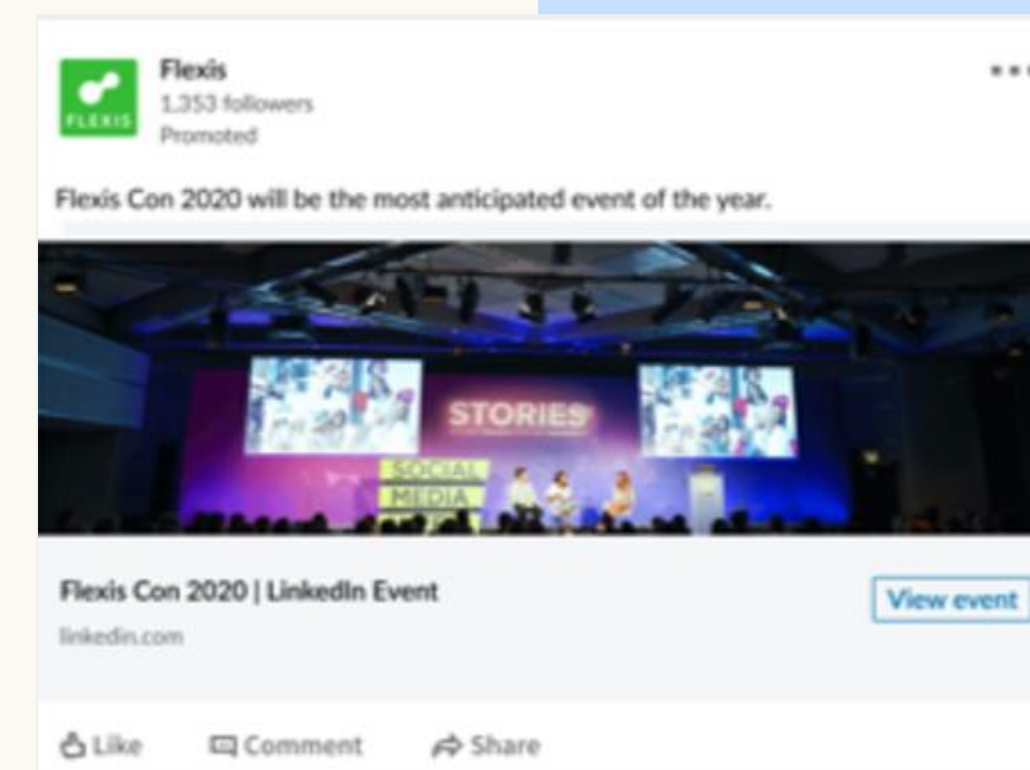 Flexis
FLEXIS
1,353 followers
Promoted
Flexis Con 2020 will be the most anticipated event of the year.
STORIES
SOCIAL
MEDIA
Flexis Con 2020 | LinkedIn Event
View event
linkedin.com
Like
Comment
Share